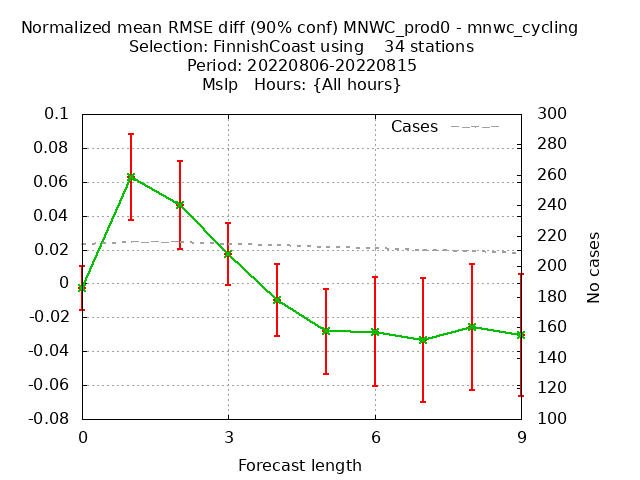 Normalized mean RMSE diff (90% conf) MNWC_prod0 - mnwc_cycling
Selection: FinnishCoast using    34 stations
Period: 20220806-20220815
Mslp   Hours: {All hours}
0.1
0.08
0.06
0.04
0.02
0
-0.02
-0.04
-0.06
-0.08
Cases
300
280
260
240
220
200
180
160
140
120
100
No cases
0 3 6 9
Forecast length